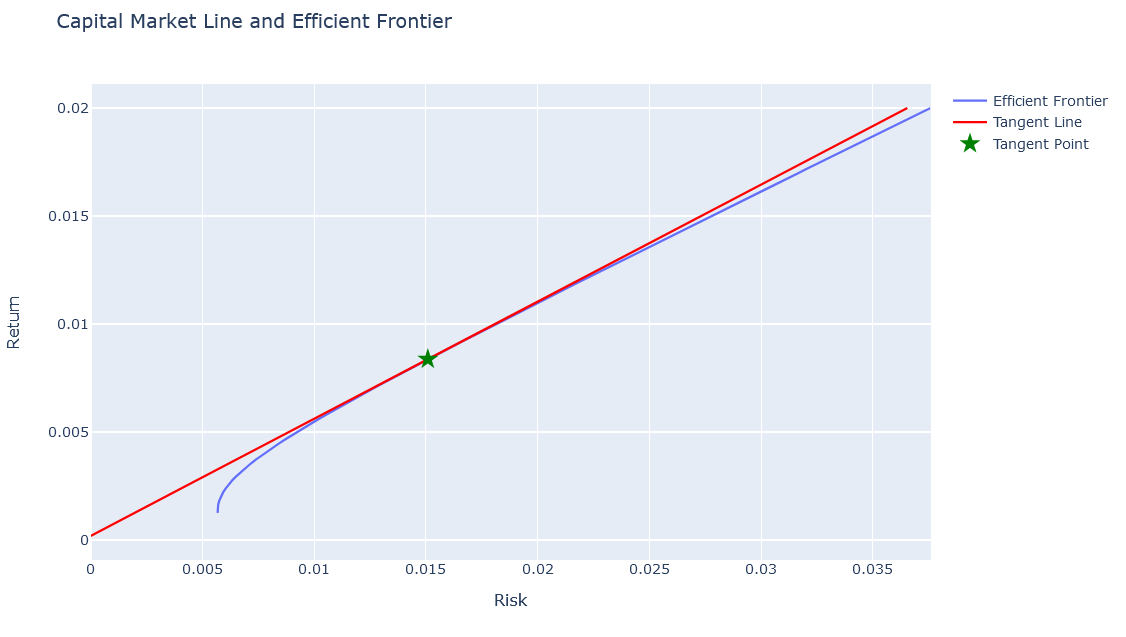 Capital Market Line and Efficient Frontier
Efficient Frontier
Tangent Line
Tangent Point
0.02
0.015
0.01
0.005
0
Return
0
0.005
0.01
0.015
0.02
0.025
0.03
0.035
Risk